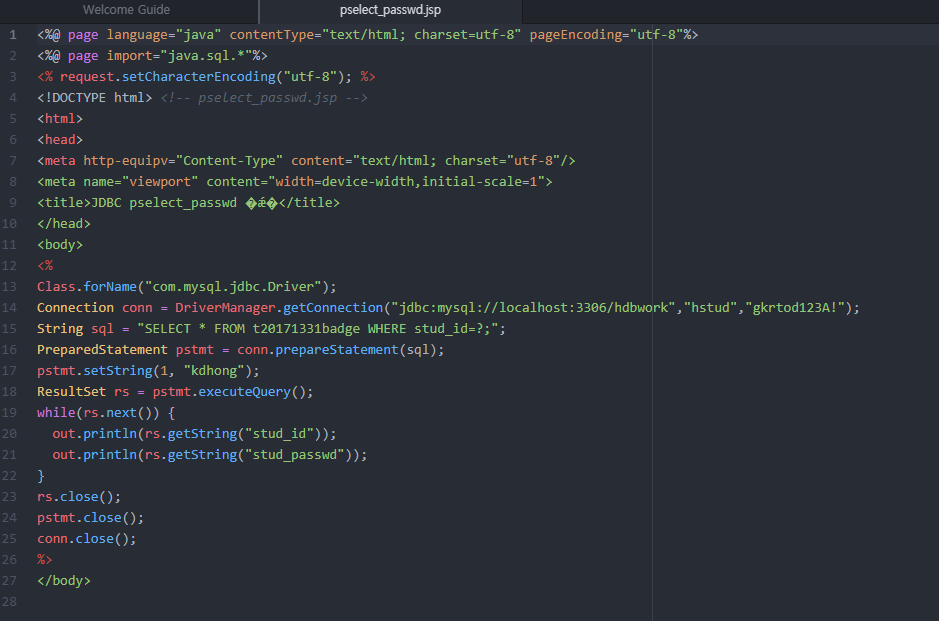 Welcome Guide
pselect_passwd.jsp
1 <%@ page language="java" contentType="text/html; charset=utf-8" pageEncoding="utf-8"%>
2 <%@ page import="java.sql.*"%>
3 <% request.setCharacterEncoding("utf-8"); %>
4 <!DOCTYPE html> <!-- pselect_passwd.jsp -->
5 <html>
6 <head>
7 <meta http-equipv="Content-Type" content="text/html; charset="utf-8"/>
8 <meta name="viewport" content="width=device-width,initial-scale=1">
9 <title>JDBC pselect_passwd �ǽ�</title>
10 </head>
11 <body>
12 <%
13 Class.forName("com.mysql.jdbc.Driver");
14 Connection conn = DriverManager.getConnection("jdbc:mysql://localhost:3306/hdbwork","hstud","gkrtod123A!");
15 String sql = "SELECT * FROM t20171331badge WHERE stud_id=?;";
16 PreparedStatement pstmt = conn.prepareStatement(sql);
17 pstmt.setString(1, "kdhong");
18 ResultSet rs = pstmt.executeQuery();
19 while(rs.next()) {
20   out.println(rs.getString("stud_id"));
21   out.println(rs.getString("stud_passwd"));
22 }
23 rs.close();
24 pstmt.close();
25 conn.close();
26 %>
27 </body>
28